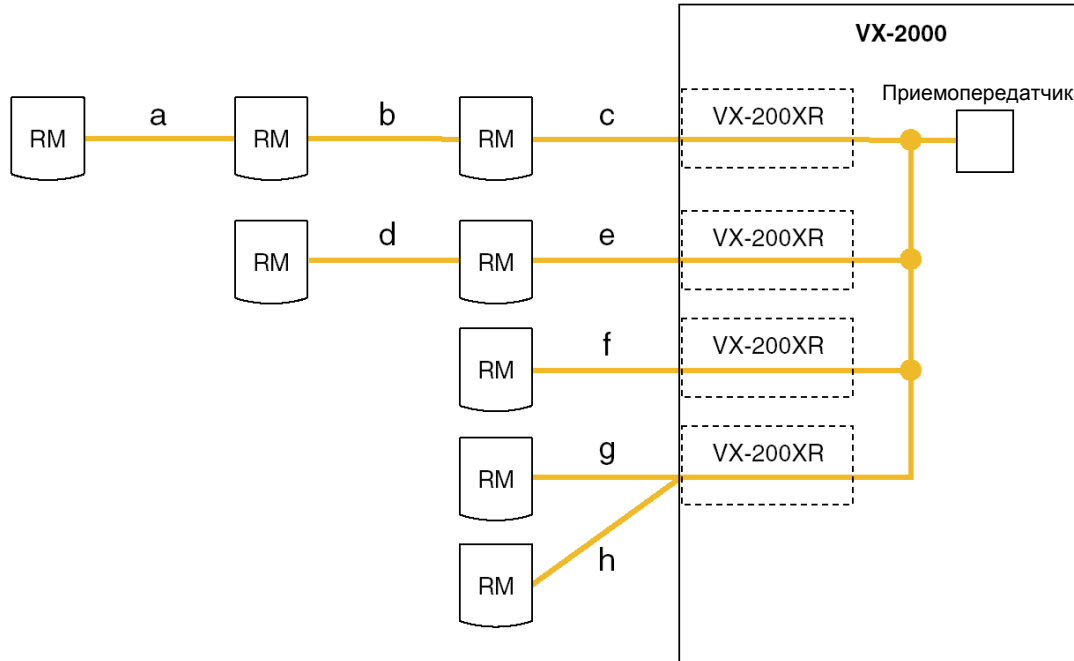 VX-2000
Приемопередатчик
RM a RM b RM c VX-200XR
RM d RM e VX-200XR
RM f VX-200XR
RM g VX-200XR
RM h